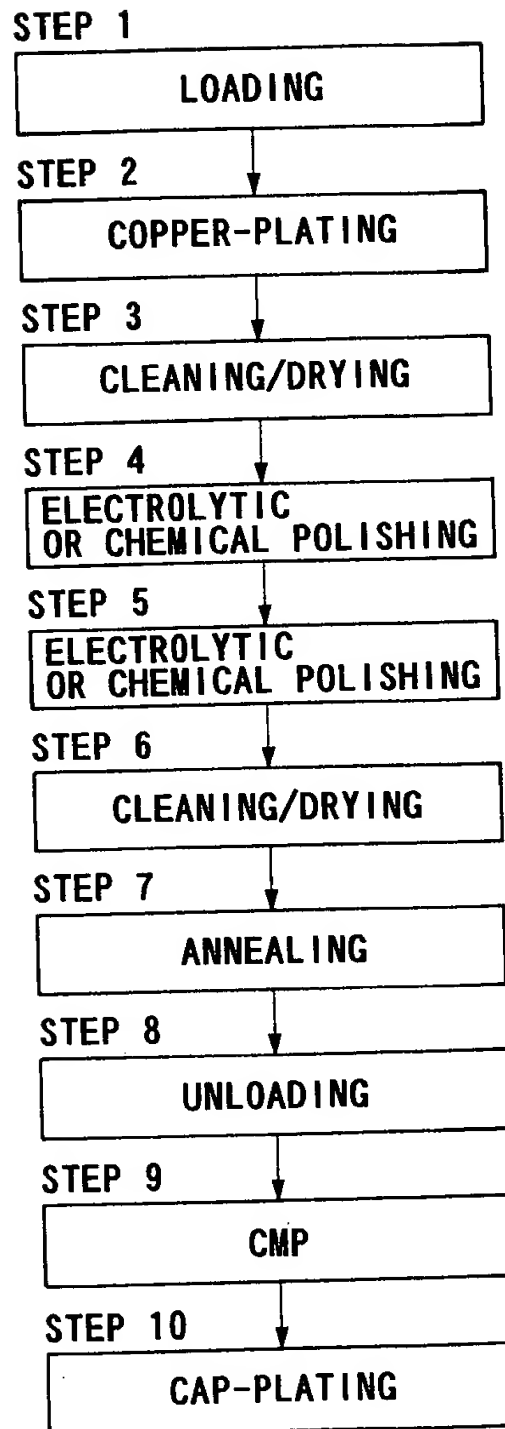 STEP 1
LOADING
STEP 2
COPPER-PLATING
STEP 3
CLEANING/DRYING
STEP 4
ELECTROLYTIC
OR CHEMICAL POLISHING
STEP 5
ELECTROLYTIC
OR CHEMICAL POLISHING
STEP 6
CLEANING/DRYING
STEP 7
ANNEALING
STEP 8
UNLOADING
STEP 9
CMP
STEP 10
CAP-PLATING